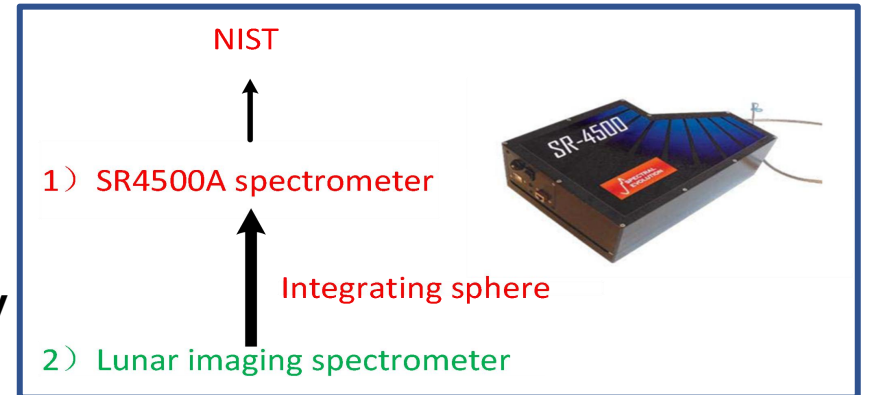 NIST
1）SR4500A spectrometer
SR-4500
SPECTRAL
EVOLUTION
Integrating sphere
y
2）Lunar imaging spectrometer